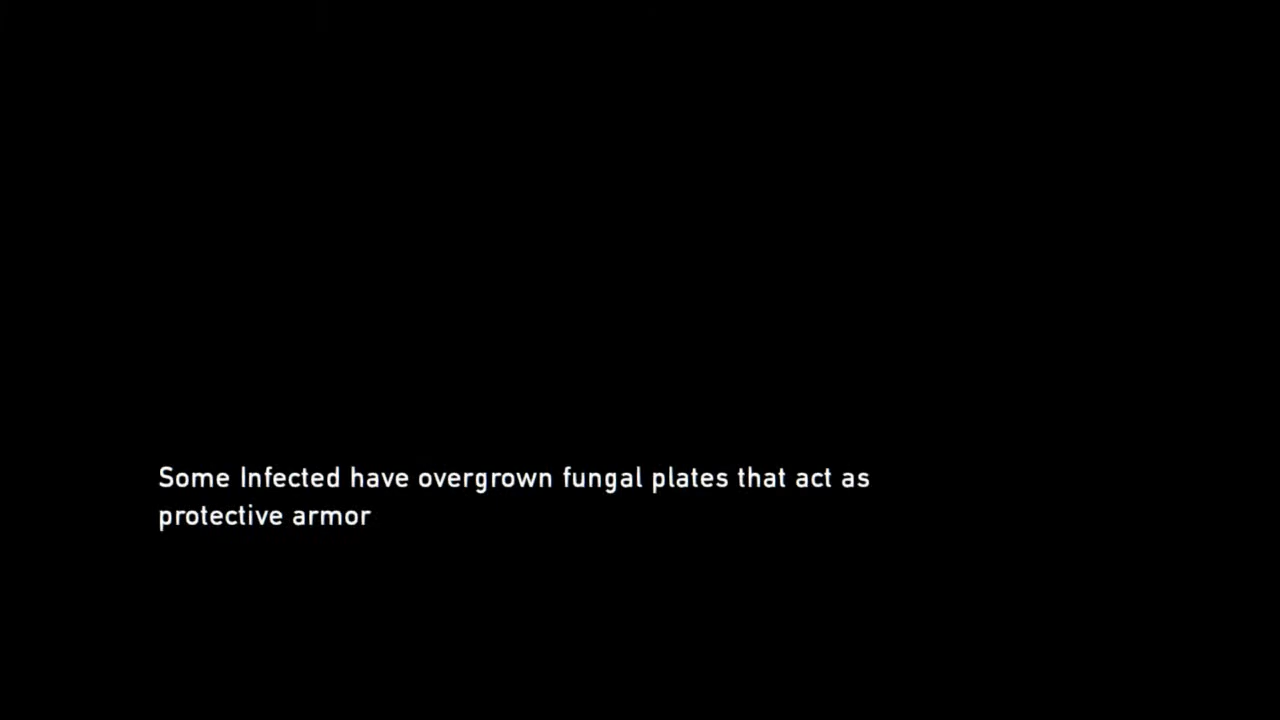 Some Infected have overgrown fungal plates that act as
protective armor